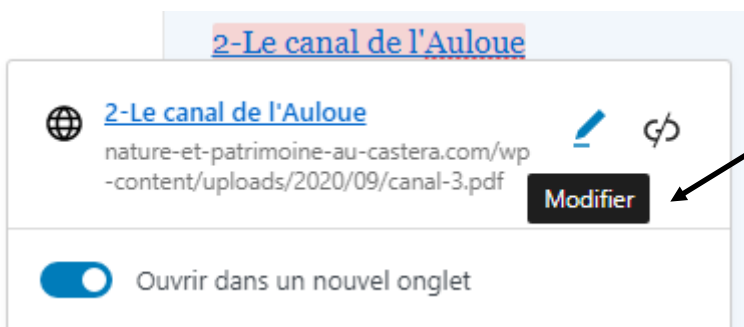 2-Le canal de l'Auloue
2-Le canal de l'Auloue
nature-et-patrimoine-au-castera.com/wp
-content/uploads/2020/09/canal-3.pdf
Modifier
Ouvrir dans un nouvel onglet